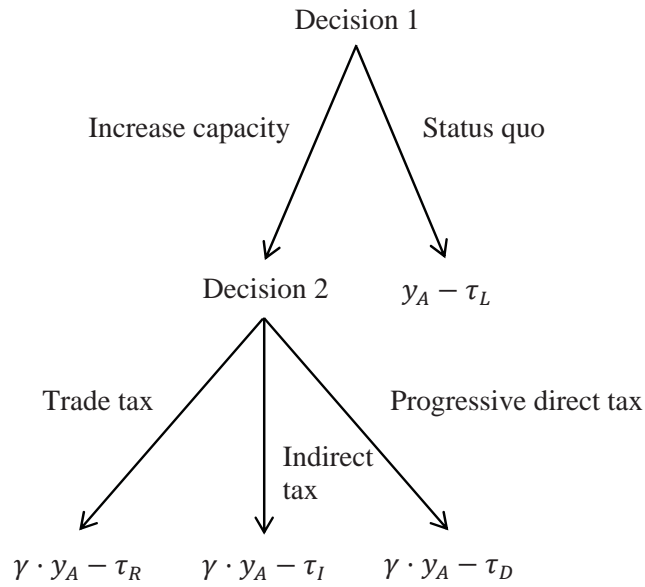 Decision 1
Increase capacity
Status quo
Decision 2
y_A − τ_L
Trade tax
Progressive direct tax
Indirect
tax
γ · y_A − τ_R
γ · y_A − τ_I
γ · y_A − τ_D